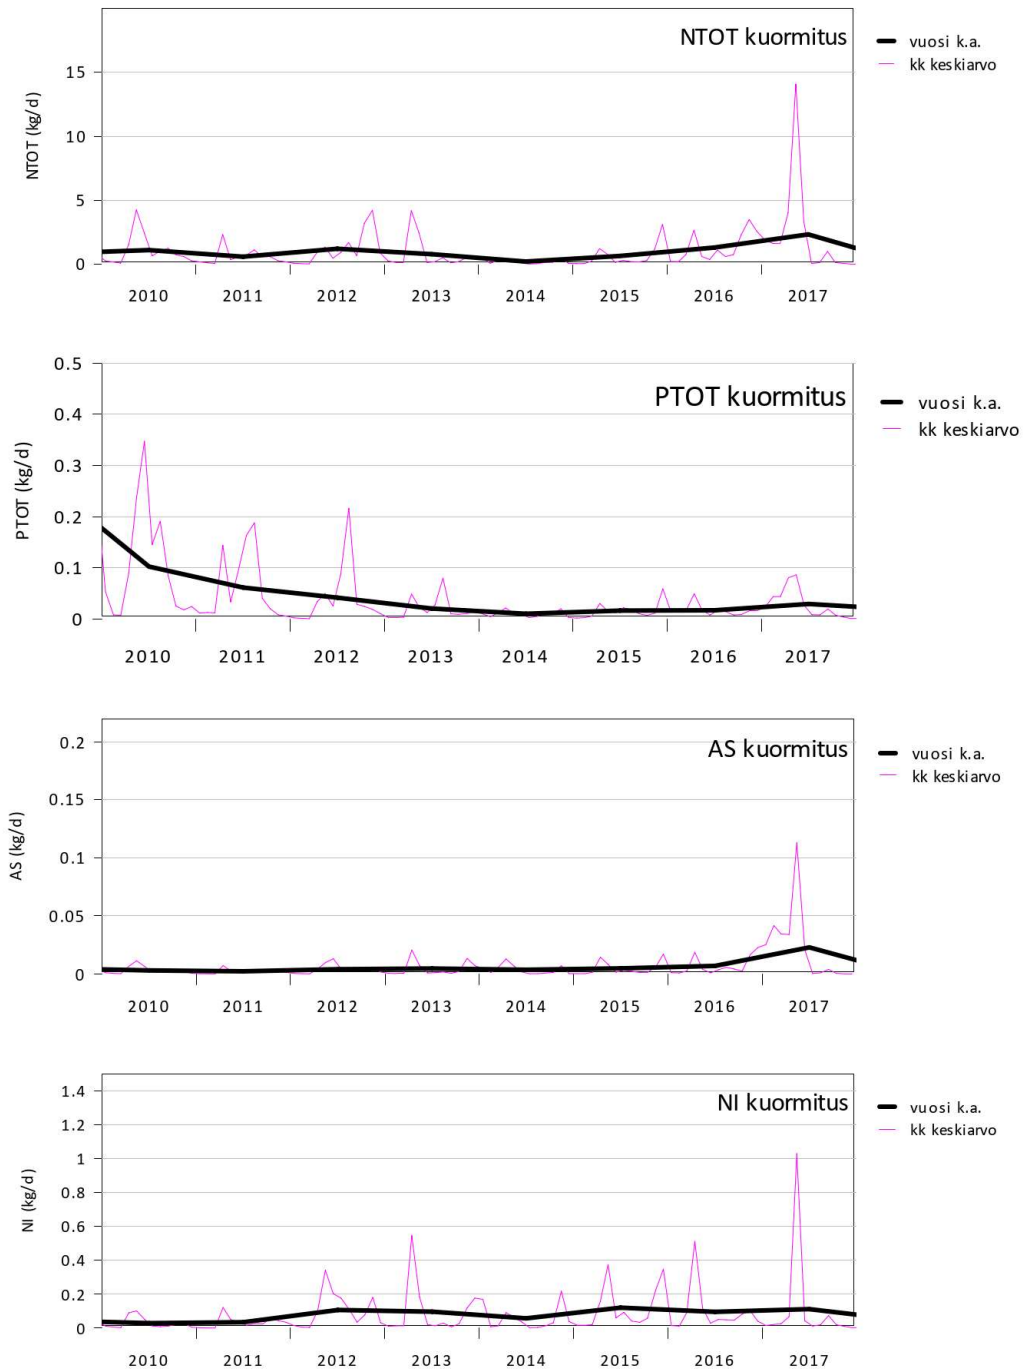 NTOT kuormitus
vuosi k.a.
kk keskiarvo
NTOT (kg/d)
15
10
5
0
2010 2011 2012 2013 2014 2015 2016 2017
PTOT kuormitus
vuosi k.a.
kk keskiarvo
PTOT (kg/d)
0.5
0.4
0.3
0.2
0.1
0
2010 2011 2012 2013 2014 2015 2016 2017
AS kuormitus
vuosi k.a.
kk keskiarvo
AS (kg/d)
0.2
0.15
0.1
0.05
0
2010 2011 2012 2013 2014 2015 2016 2017
NI kuormitus
vuosi k.a.
kk keskiarvo
NI (kg/d)
1.4
1.2
1
0.8
0.6
0.4
0.2
0
2010 2011 2012 2013 2014 2015 2016 2017